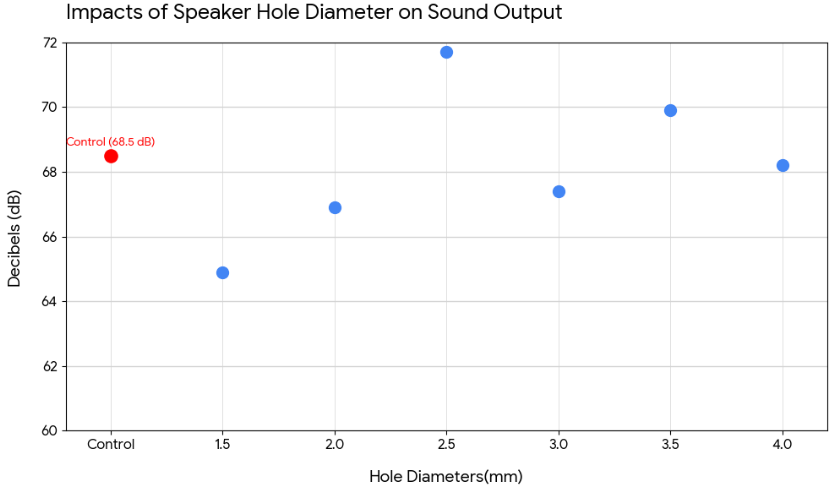 Impacts of Speaker Hole Diameter on Sound Output
72
70
Control (68.5 dB)
68
66
64
62
60
Decibels (dB)
Control 1.5 2.0 2.5 3.0 3.5 4.0
Hole Diameters(mm)